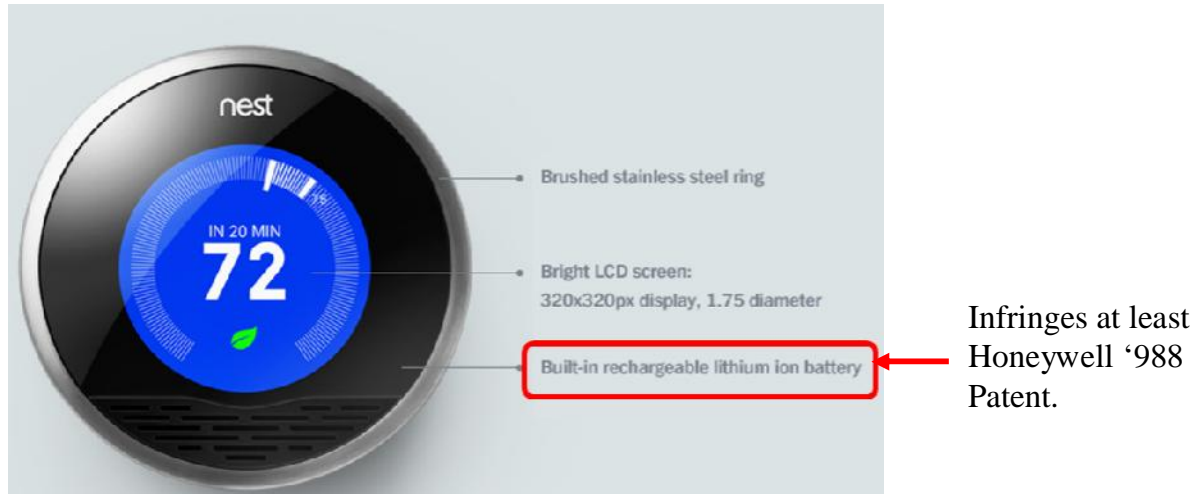 nest
Brushed stainless steel ring
IN 20 MIN
72
Bright LCD screen:
320x320px display, 1.75 diameter
Built-in rechargeable lithium ion battery
Infringes at least
Honeywell ‘988
Patent.